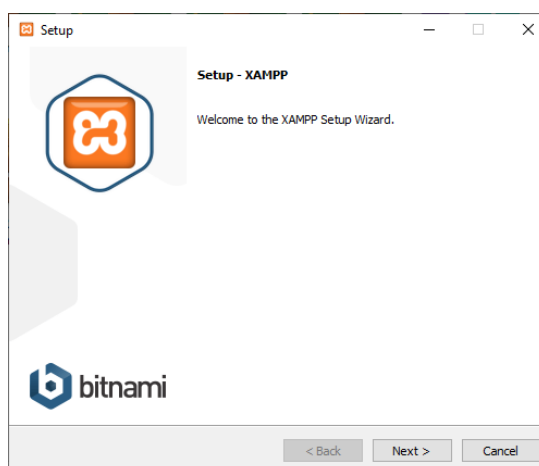 Setup
Setup - XAMPP
Welcome to the XAMPP Setup Wizard.
bitnami
< Back
Next >
Cancel